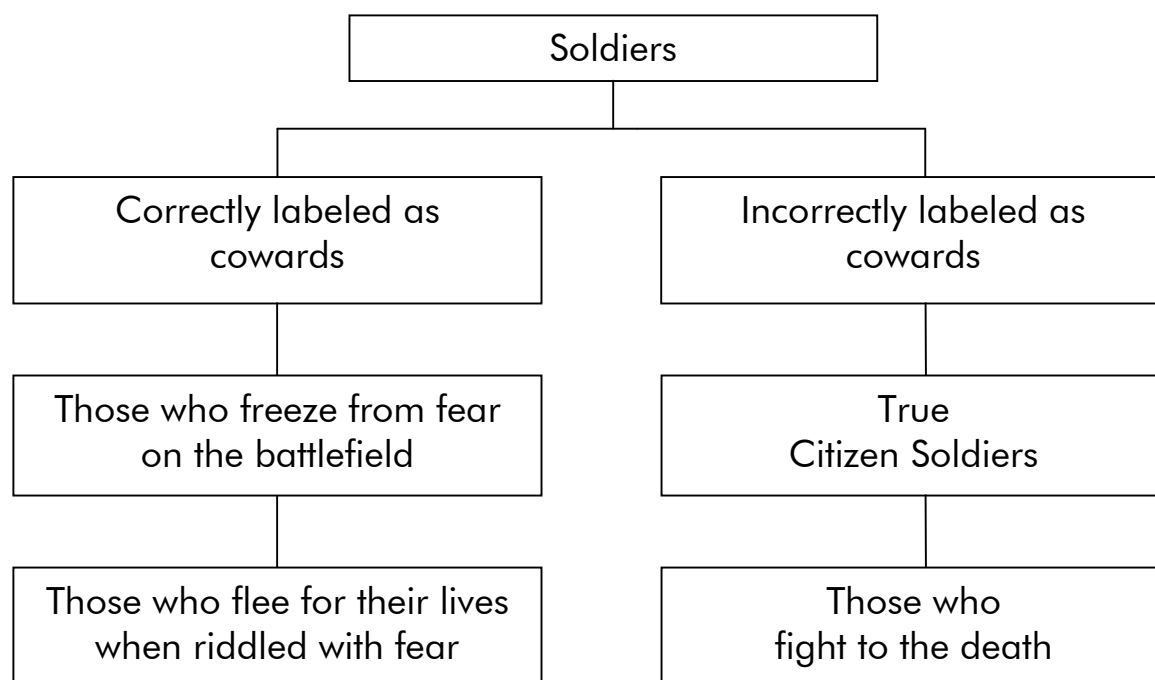 Soldiers
Correctly labeled as
cowards
Incorrectly labeled as
cowards
Those who freeze from fear
on the battlefield
True
Citizen Soldiers
Those who flee for their lives
when riddled with fear
Those who
fight to the death